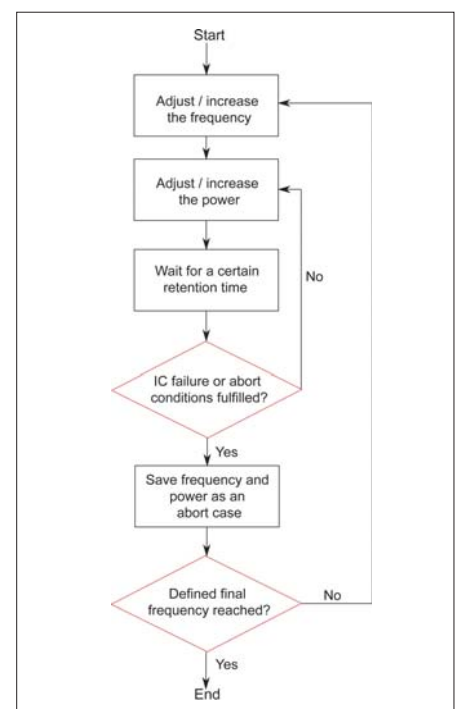 Start
Adjust / increase
the frequency
Adjust / increase
the power
Wait for a certain
retention time
No
IC failure or abort
conditions fulfilled?
Yes
Save frequency and
power as an
abort case
Defined final
frequency reached?
No
Yes
End